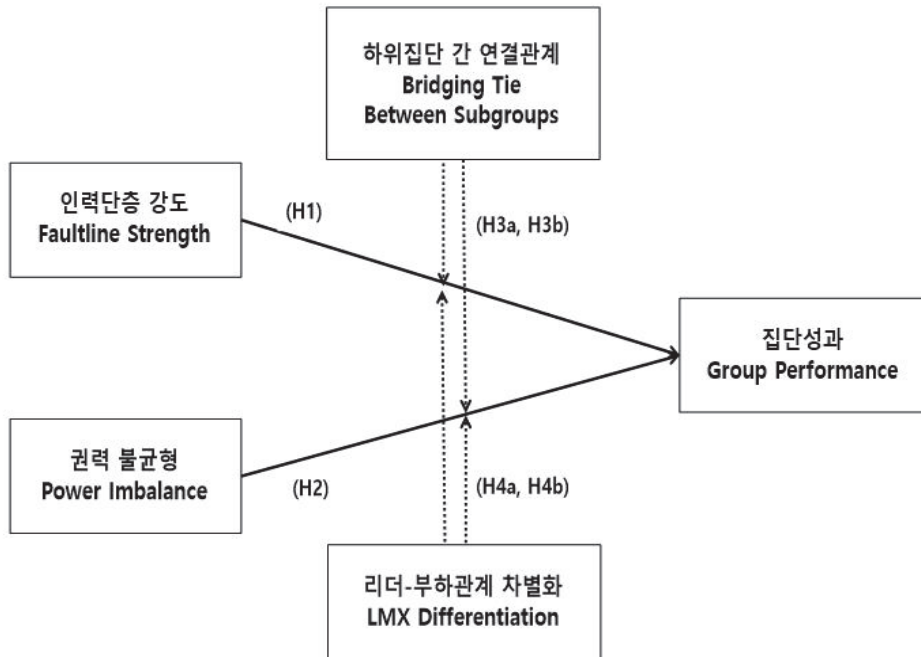 하위집단 간 연결관계
Bridging Tie
Between Subgroups
인력단층 강도
Faultline Strength
(H1)
(H3a, H3b)
집단성과
Group Performance
권력 불균형
Power Imbalance
(H2)
(H4a, H4b)
리더-부하관계 차별화
LMX Differentiation